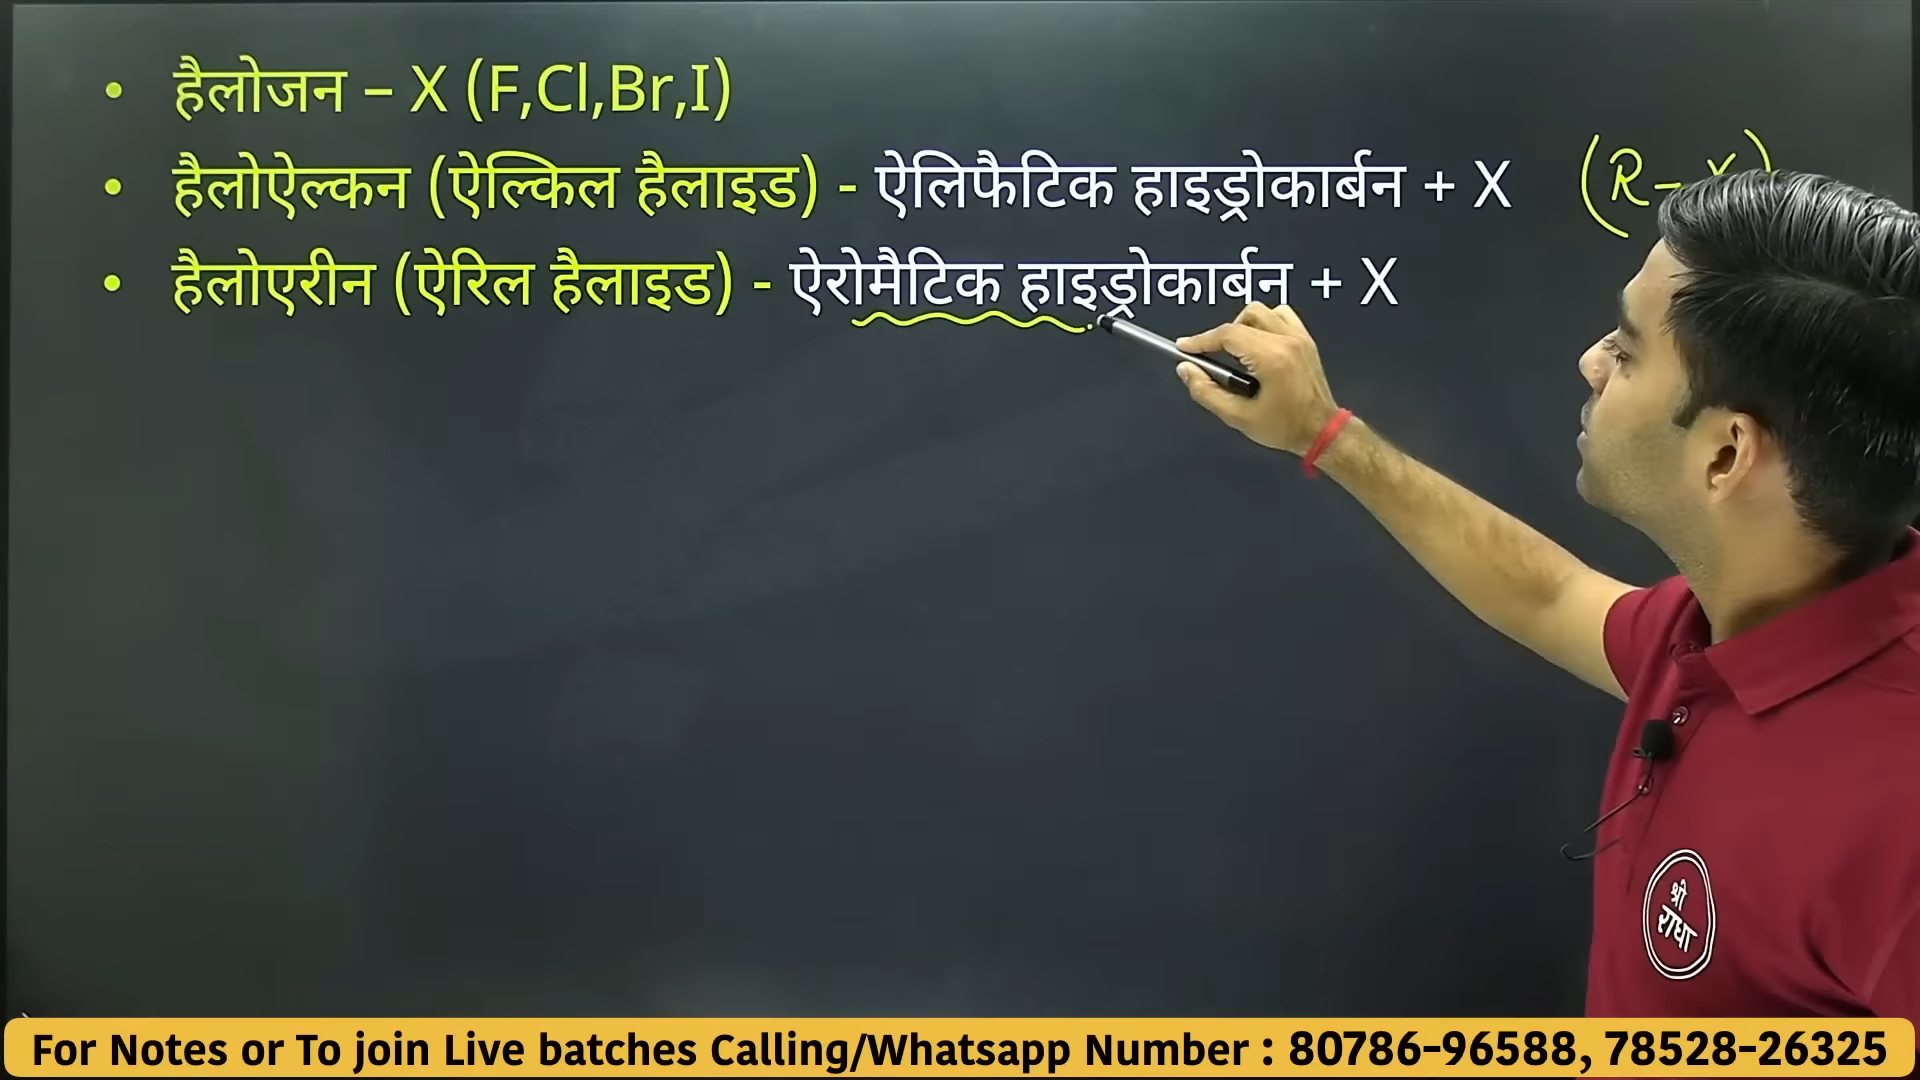 • हैलोजन – X (F,Cl,Br,I)
• हैलोऐल्कन (ऐल्किल हैलाइड) - ऐलिफैटिक हाइड्रोकार्बन + X (R-X)
• हैलोएरीन (ऐरिल हैलाइड) - ऐरोमैटिक हाइड्रोकार्बन + X
श्री
राधा
For Notes or To join Live batches Calling/Whatsapp Number : 80786-96588, 78528-26325